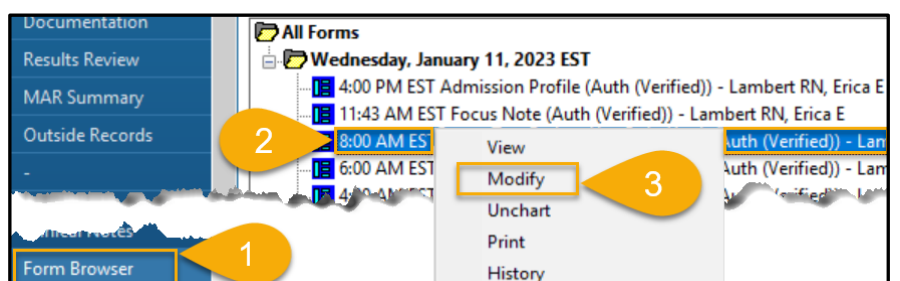 Documentation
Results Review
MAR Summary
Outside Records
-
Clinical Notes
Form Browser
1
All Forms
Wednesday, January 11, 2023 EST
4:00 PM EST Admission Profile (Auth (Verified)) - Lambert RN, Erica E
11:43 AM EST Focus Note (Auth (Verified)) - Lambert RN, Erica E
2
8:00 AM EST Auth (Verified)) - Lam
6:00 AM EST Auth (Verified)) - Lam
View
Modify
3
Unchart
Print
History